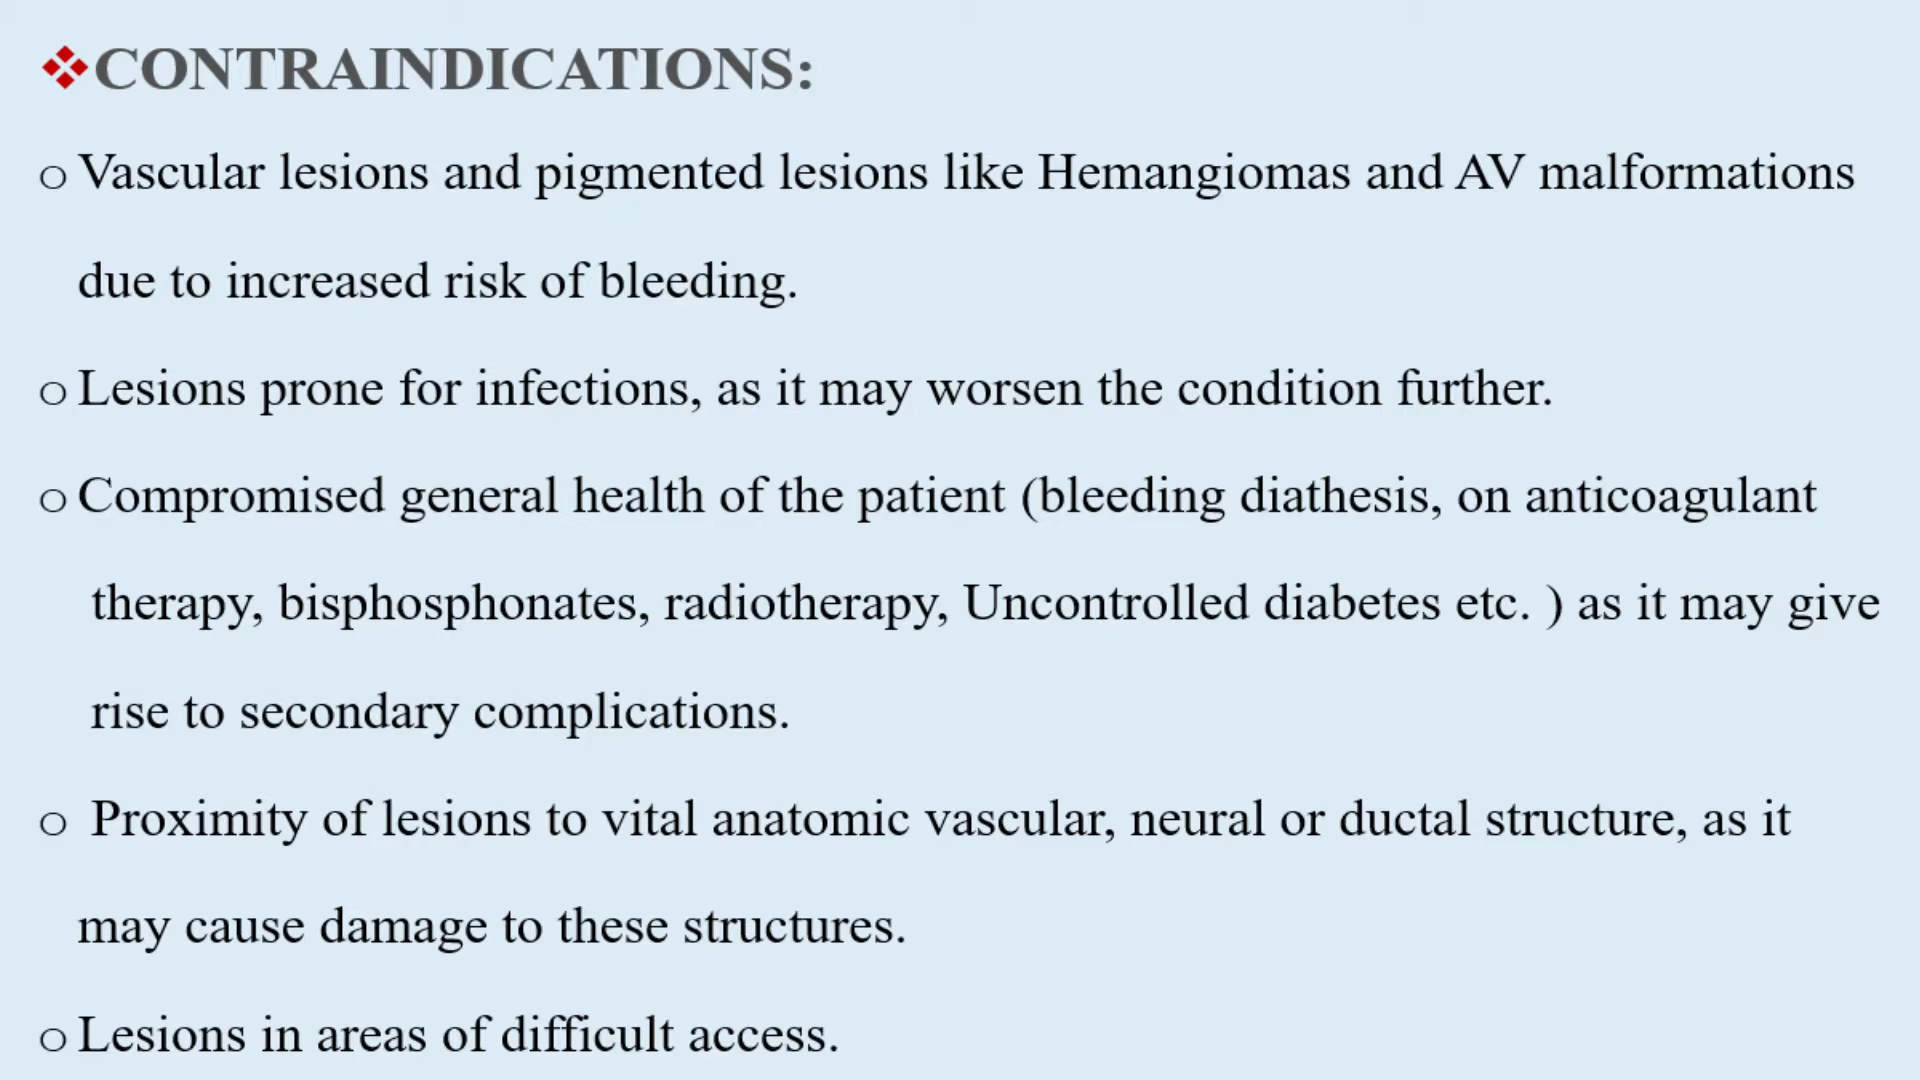 ❖CONTRAINDICATIONS:
o Vascular lesions and pigmented lesions like Hemangiomas and AV malformations
due to increased risk of bleeding.
o Lesions prone for infections, as it may worsen the condition further.
o Compromised general health of the patient (bleeding diathesis, on anticoagulant
therapy, bisphosphonates, radiotherapy, Uncontrolled diabetes etc. ) as it may give
rise to secondary complications.
o Proximity of lesions to vital anatomic vascular, neural or ductal structure, as it
may cause damage to these structures.
o Lesions in areas of difficult access.